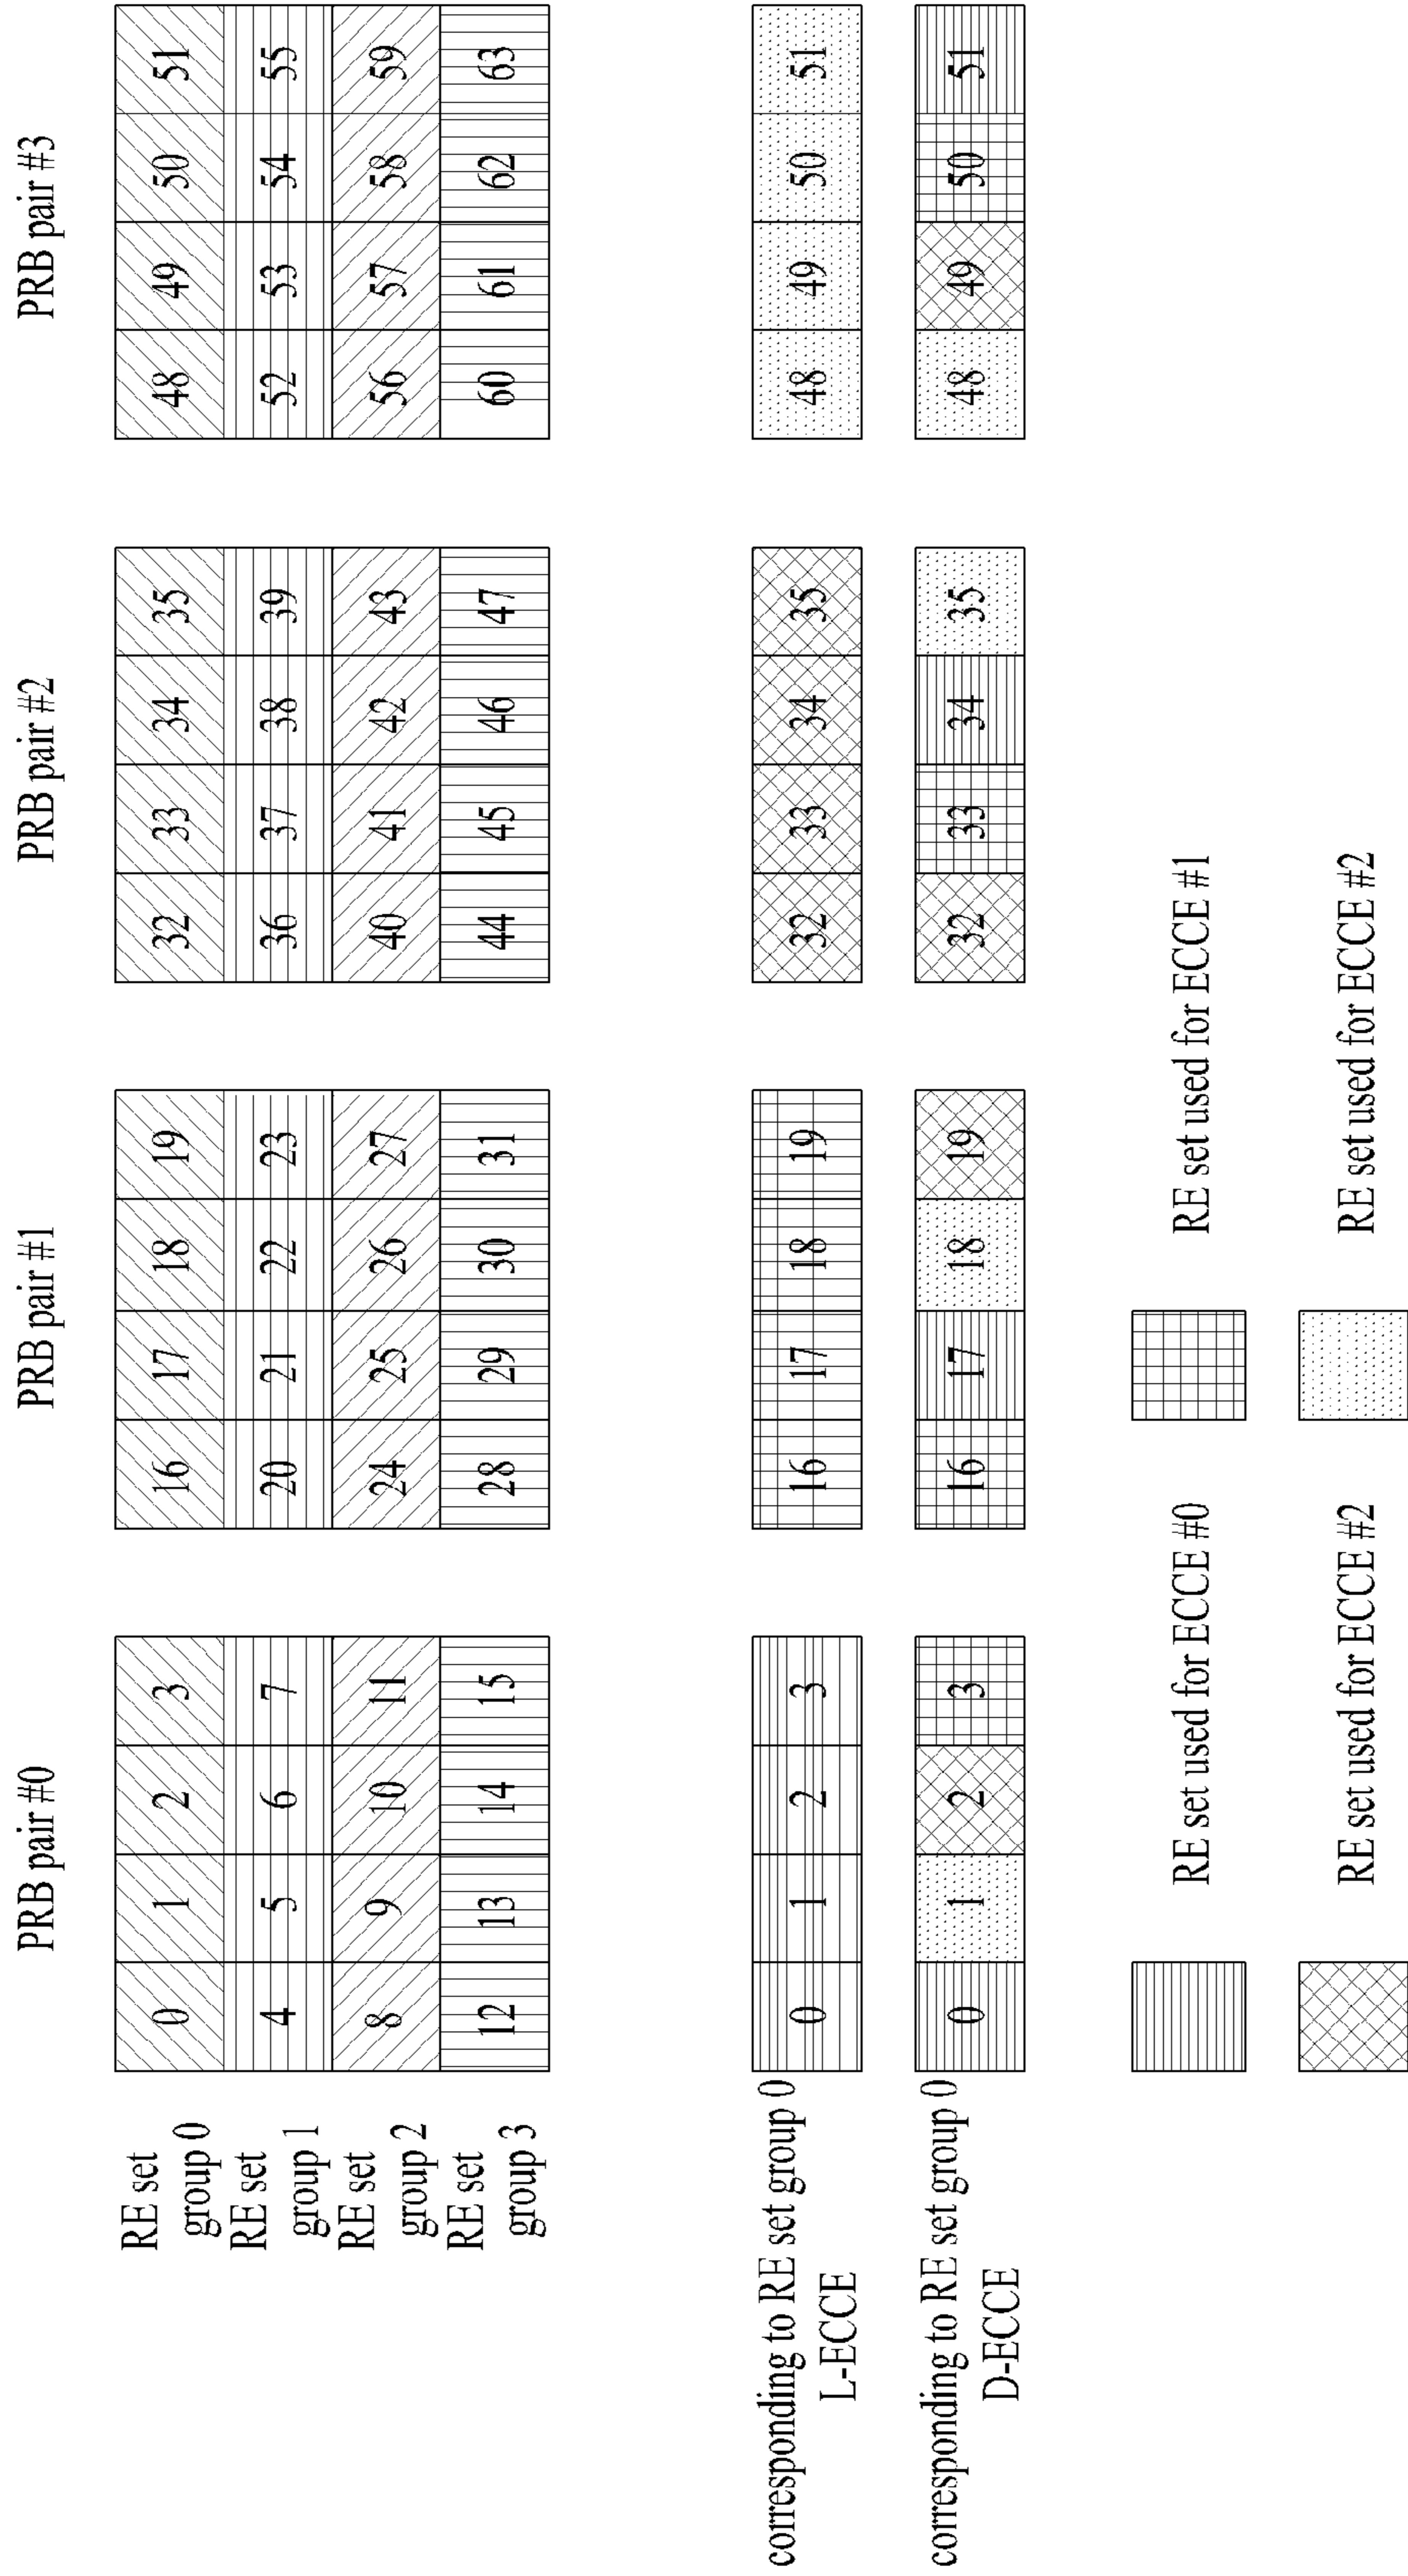 PRB pair #0 PRB pair #1 PRB pair #2 PRB pair #3
RE set
group 0
0 1 2 3 16 17 18 19 32 33 34 35 48 49 50 51
RE set
group 1
4 5 6 7 20 21 22 23 36 37 38 39 52 53 54 55
RE set
group 2
8 9 10 11 24 25 26 27 40 41 42 43 56 57 58 59
RE set
group 3
12 13 14 15 28 29 30 31 44 45 46 47 60 61 62 63
corresponding to RE set group 0
L-ECCE
0 1 2 3 16 17 18 19 32 33 34 35 48 49 50 51
corresponding to RE set group 0
D-ECCE
0 1 2 3 16 17 18 19 32 33 34 35 48 49 50 51
RE set used for ECCE #0 RE set used for ECCE #1
RE set used for ECCE #2 RE set used for ECCE #2